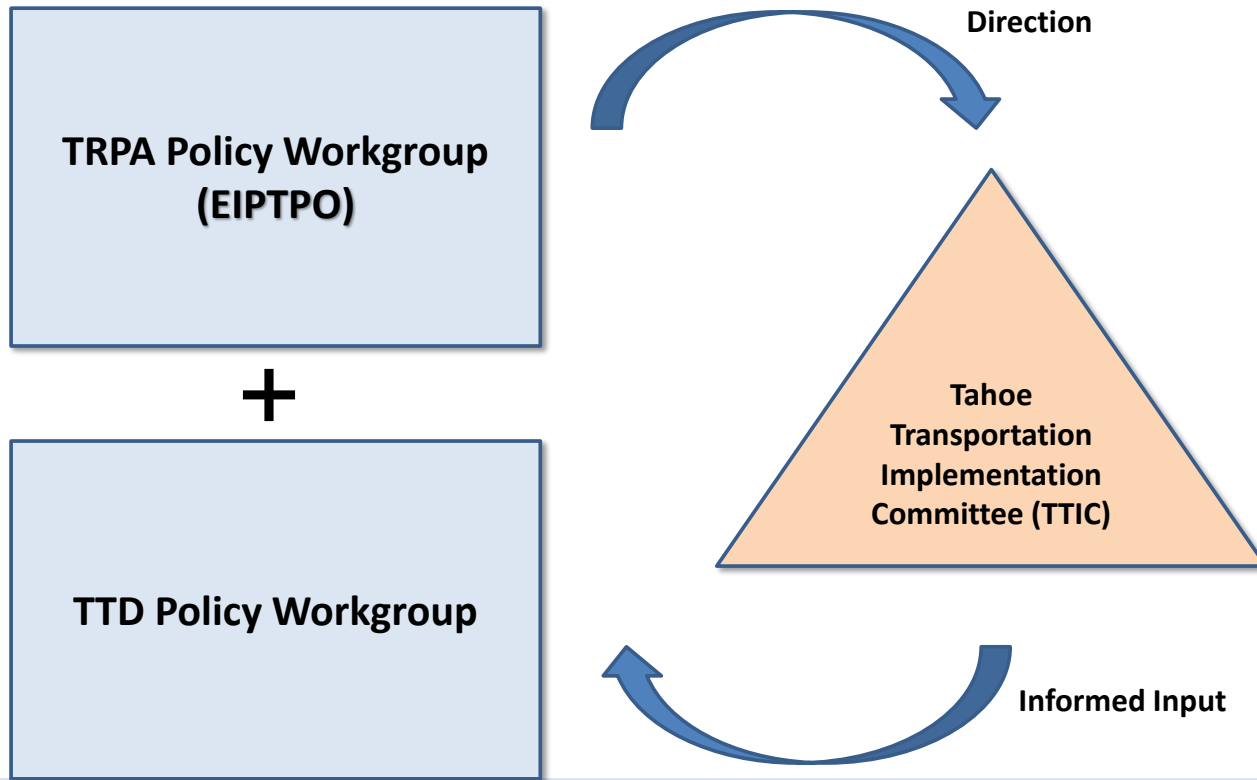 Direction
TRPA Policy Workgroup
(EIPTPO)
+
Tahoe
Transportation
Implementation
Committee (TTIC)
TTD Policy Workgroup
Informed Input